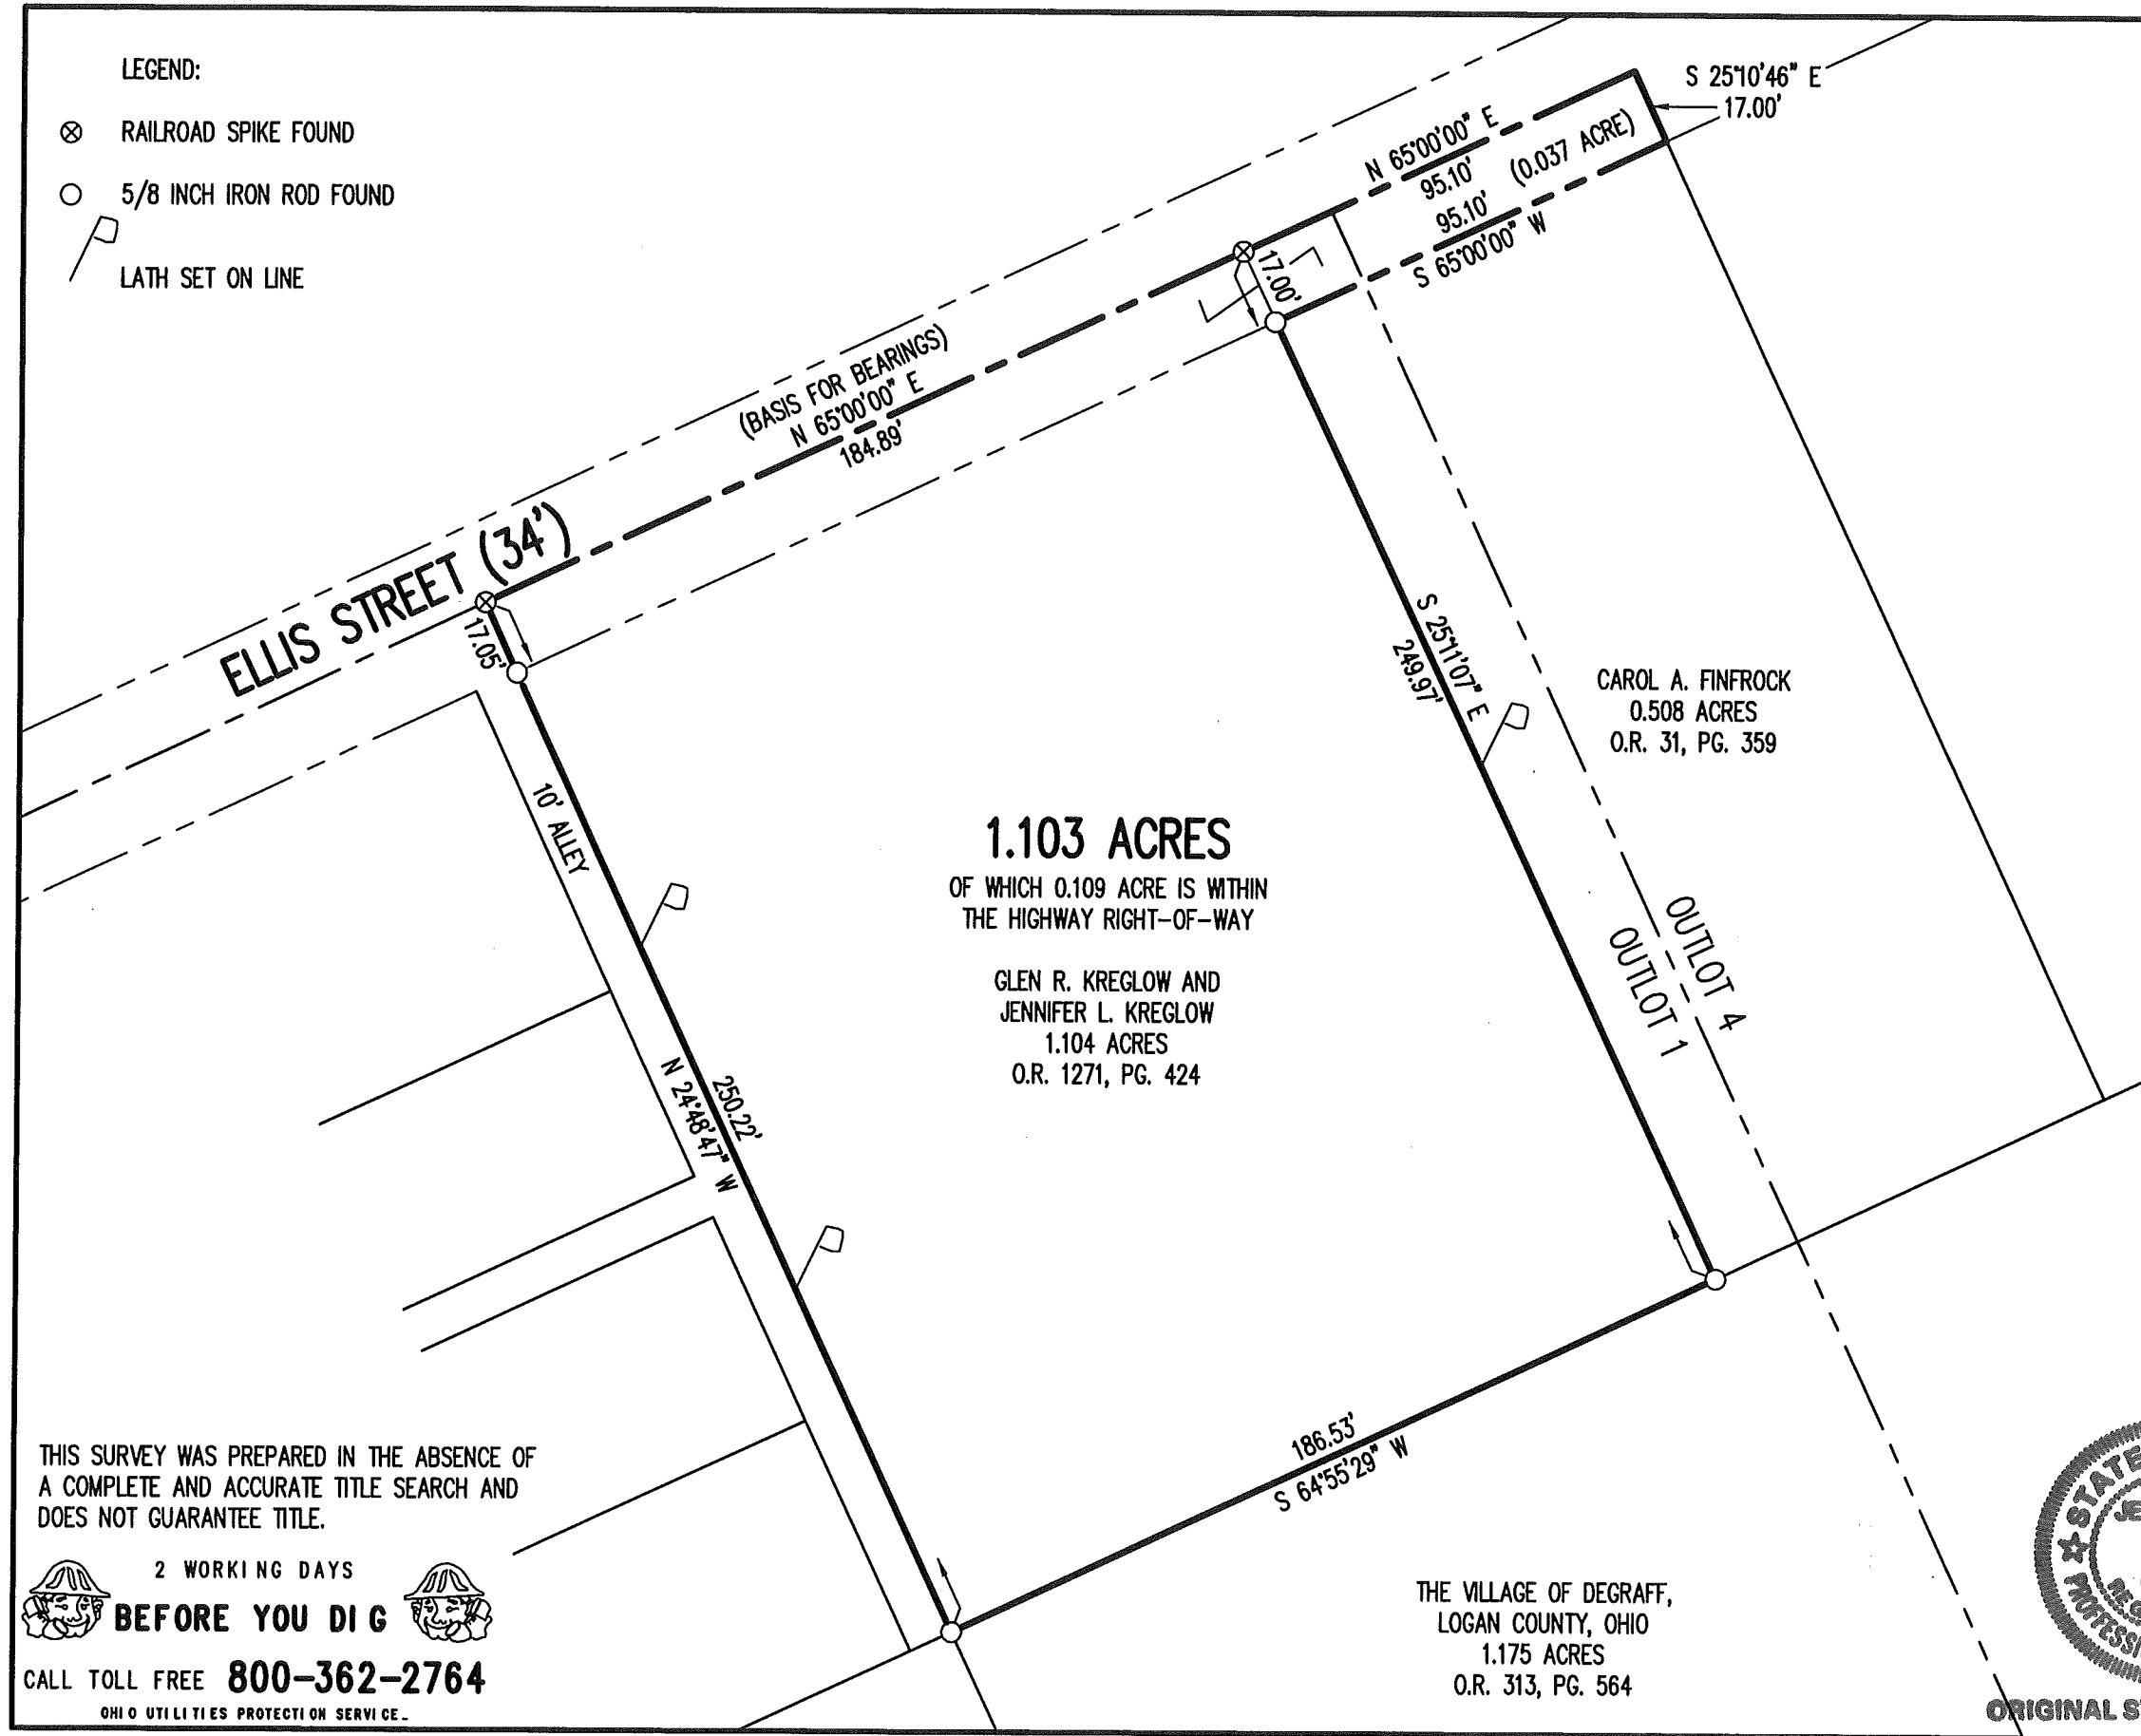 LEGEND:
RAILROAD SPIKE FOUND
5/8 INCH IRON ROD FOUND
LATH SET ON LINE
S 25°10'46" E
17.00'
N 65°00'00" E
95.10'
(0.037 ACRE)
95.10'
S 65°00'00" W
17.00'
(BASIS FOR BEARINGS)
N 65°00'00" E
184.89'
ELLIS STREET (34')
17.05'
10' ALLEY
S 25°11'07" E
249.97'
CAROL A. FINFROCK
0.508 ACRES
O.R. 31, PG. 359
1.103 ACRES
OF WHICH 0.109 ACRE IS WITHIN
THE HIGHWAY RIGHT-OF-WAY
GLEN R. KREGLOW AND
JENNIFER L. KREGLOW
1.104 ACRES
O.R. 1271, PG. 424
OUTLOT 4
OUTLOT 1
250.22'
N 24°48'47" W
186.53'
S 64°55'29" W
THIS SURVEY WAS PREPARED IN THE ABSENCE OF
A COMPLETE AND ACCURATE TITLE SEARCH AND
DOES NOT GUARANTEE TITLE.
2 WORKING DAYS
BEFORE YOU DIG
CALL TOLL FREE 800-362-2764
OHIO UTILITIES PROTECTION SERVICE.
THE VILLAGE OF DEGRAFF,
LOGAN COUNTY, OHIO
1.175 ACRES
O.R. 313, PG. 564
STATE
ORIGINAL